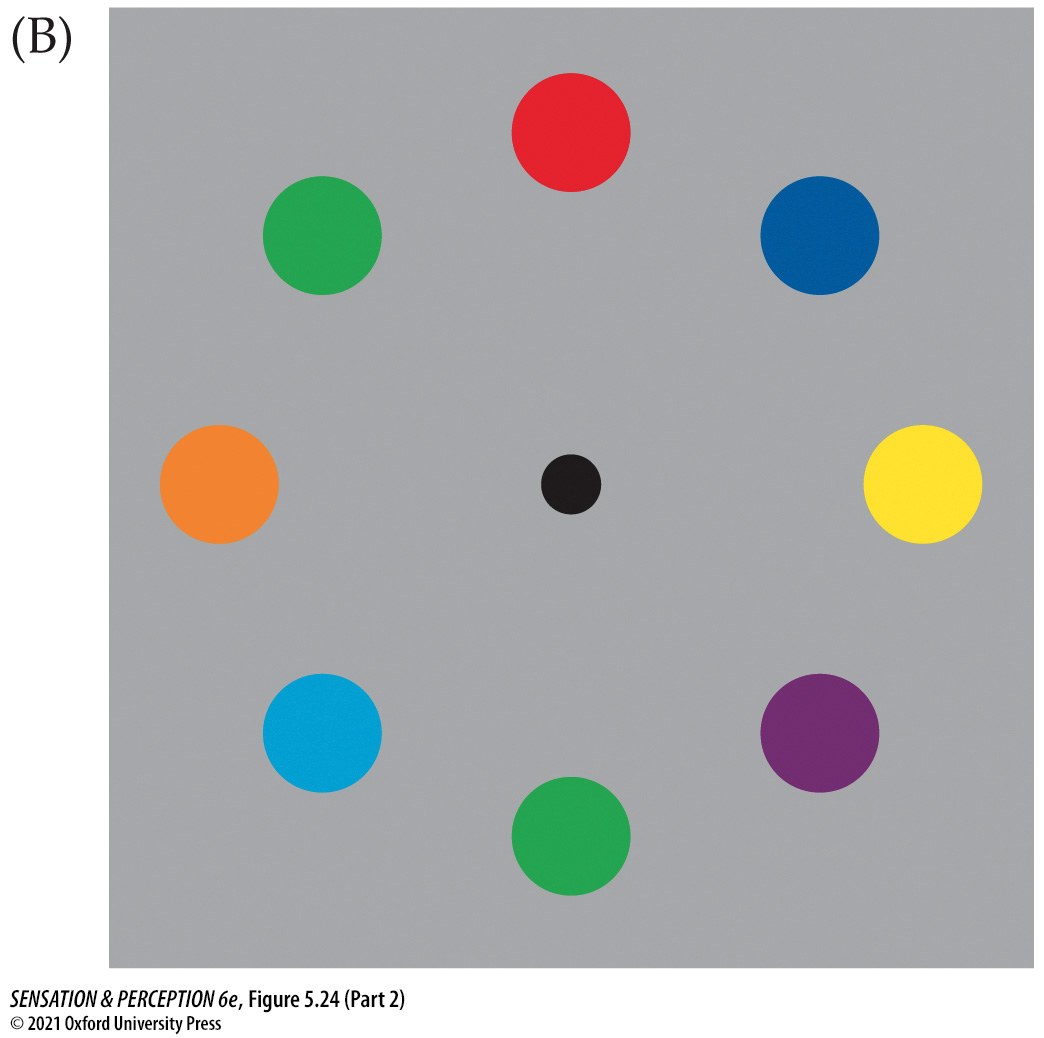 (B)
SENSATION & PERCEPTION 6e, Figure 5.24 (Part 2)
© 2021 Oxford University Press